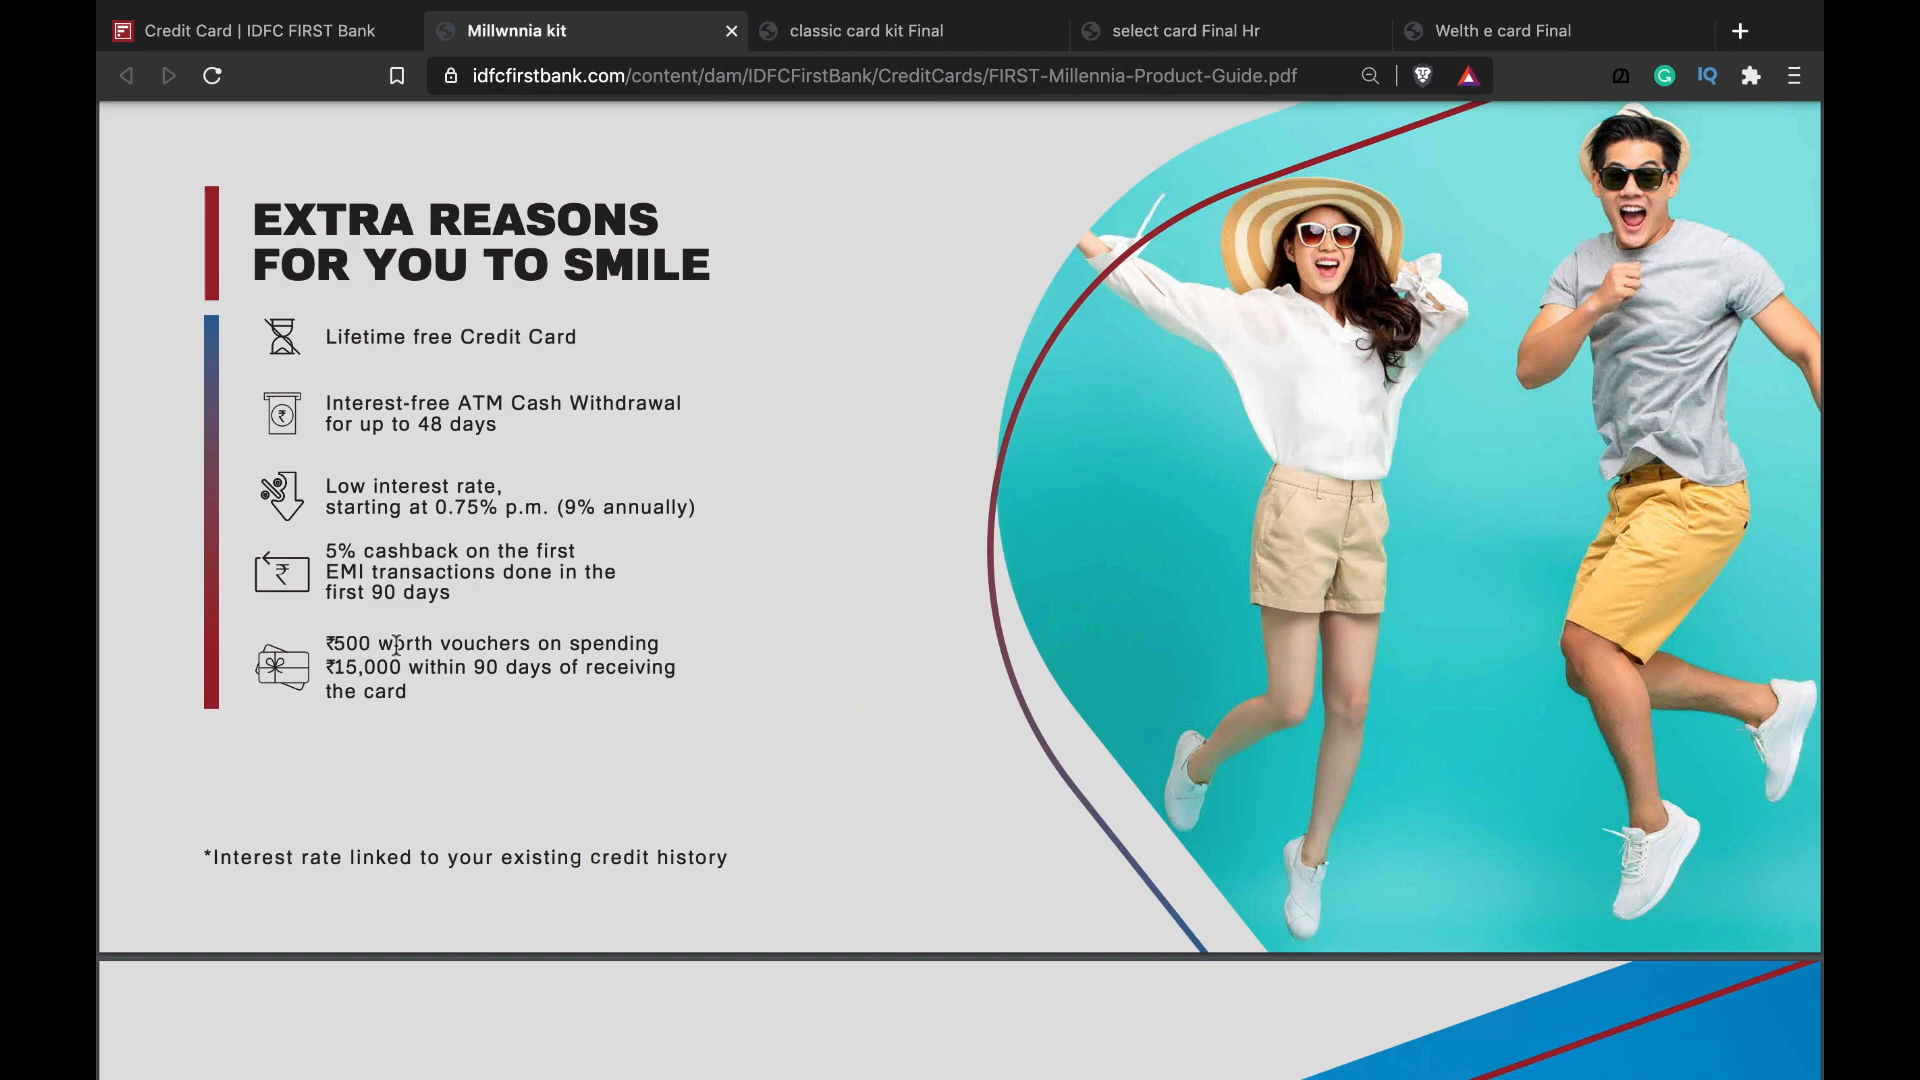 Credit Card | IDFC FIRST Bank
Millwnnia kit
classic card kit Final
select card Final Hr
Welth e card Final
idfcfirstbank.com/content/dam/IDFCFirstBank/CreditCards/FIRST-Millennia-Product-Guide.pdf
IQ
EXTRA REASONS
FOR YOU TO SMILE
Lifetime free Credit Card
Interest-free ATM Cash Withdrawal
for up to 48 days
Low interest rate,
starting at 0.75% p.m. (9% annually)
5% cashback on the first
EMI transactions done in the
first 90 days
₹500 worth vouchers on spending
₹15,000 within 90 days of receiving
the card
*Interest rate linked to your existing credit history